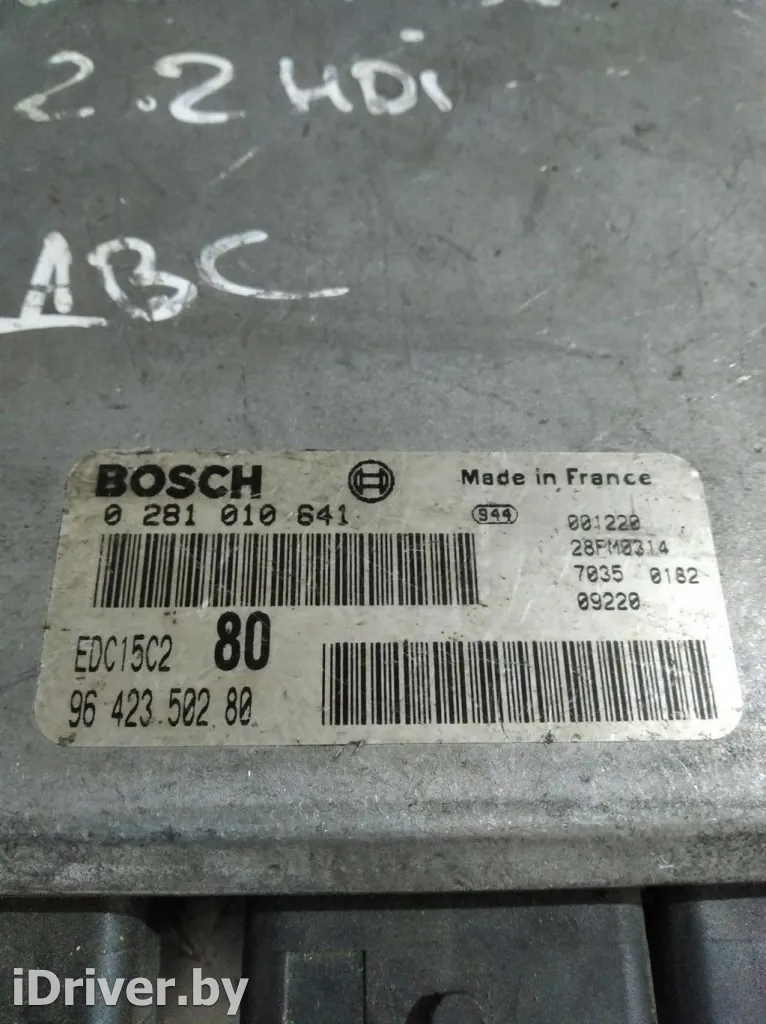 2.2 HDi
ABC
BOSCH
Made in France
0 281 010 641
944
001220
28FM0314
7035 0182
09220
EDC15C2 80
96 423.502 80
iDriver.by